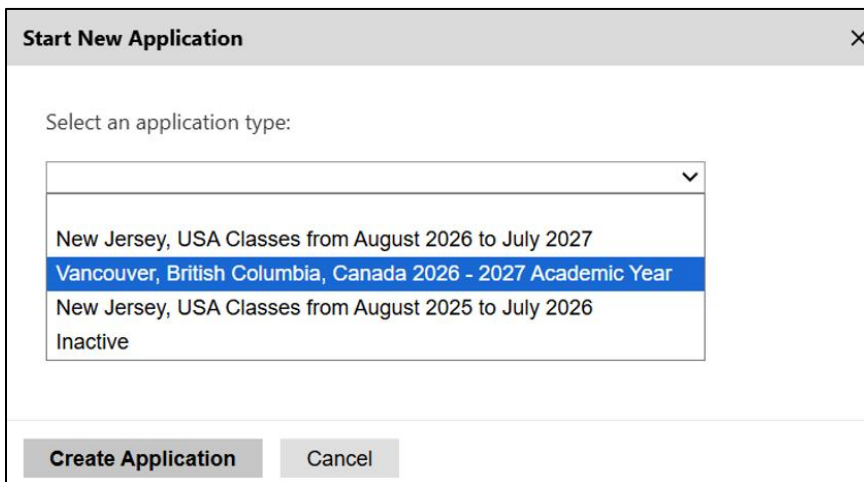 Start New Application
Select an application type:
New Jersey, USA Classes from August 2026 to July 2027
Vancouver, British Columbia, Canada 2026 - 2027 Academic Year
New Jersey, USA Classes from August 2025 to July 2026
Inactive
Create Application Cancel